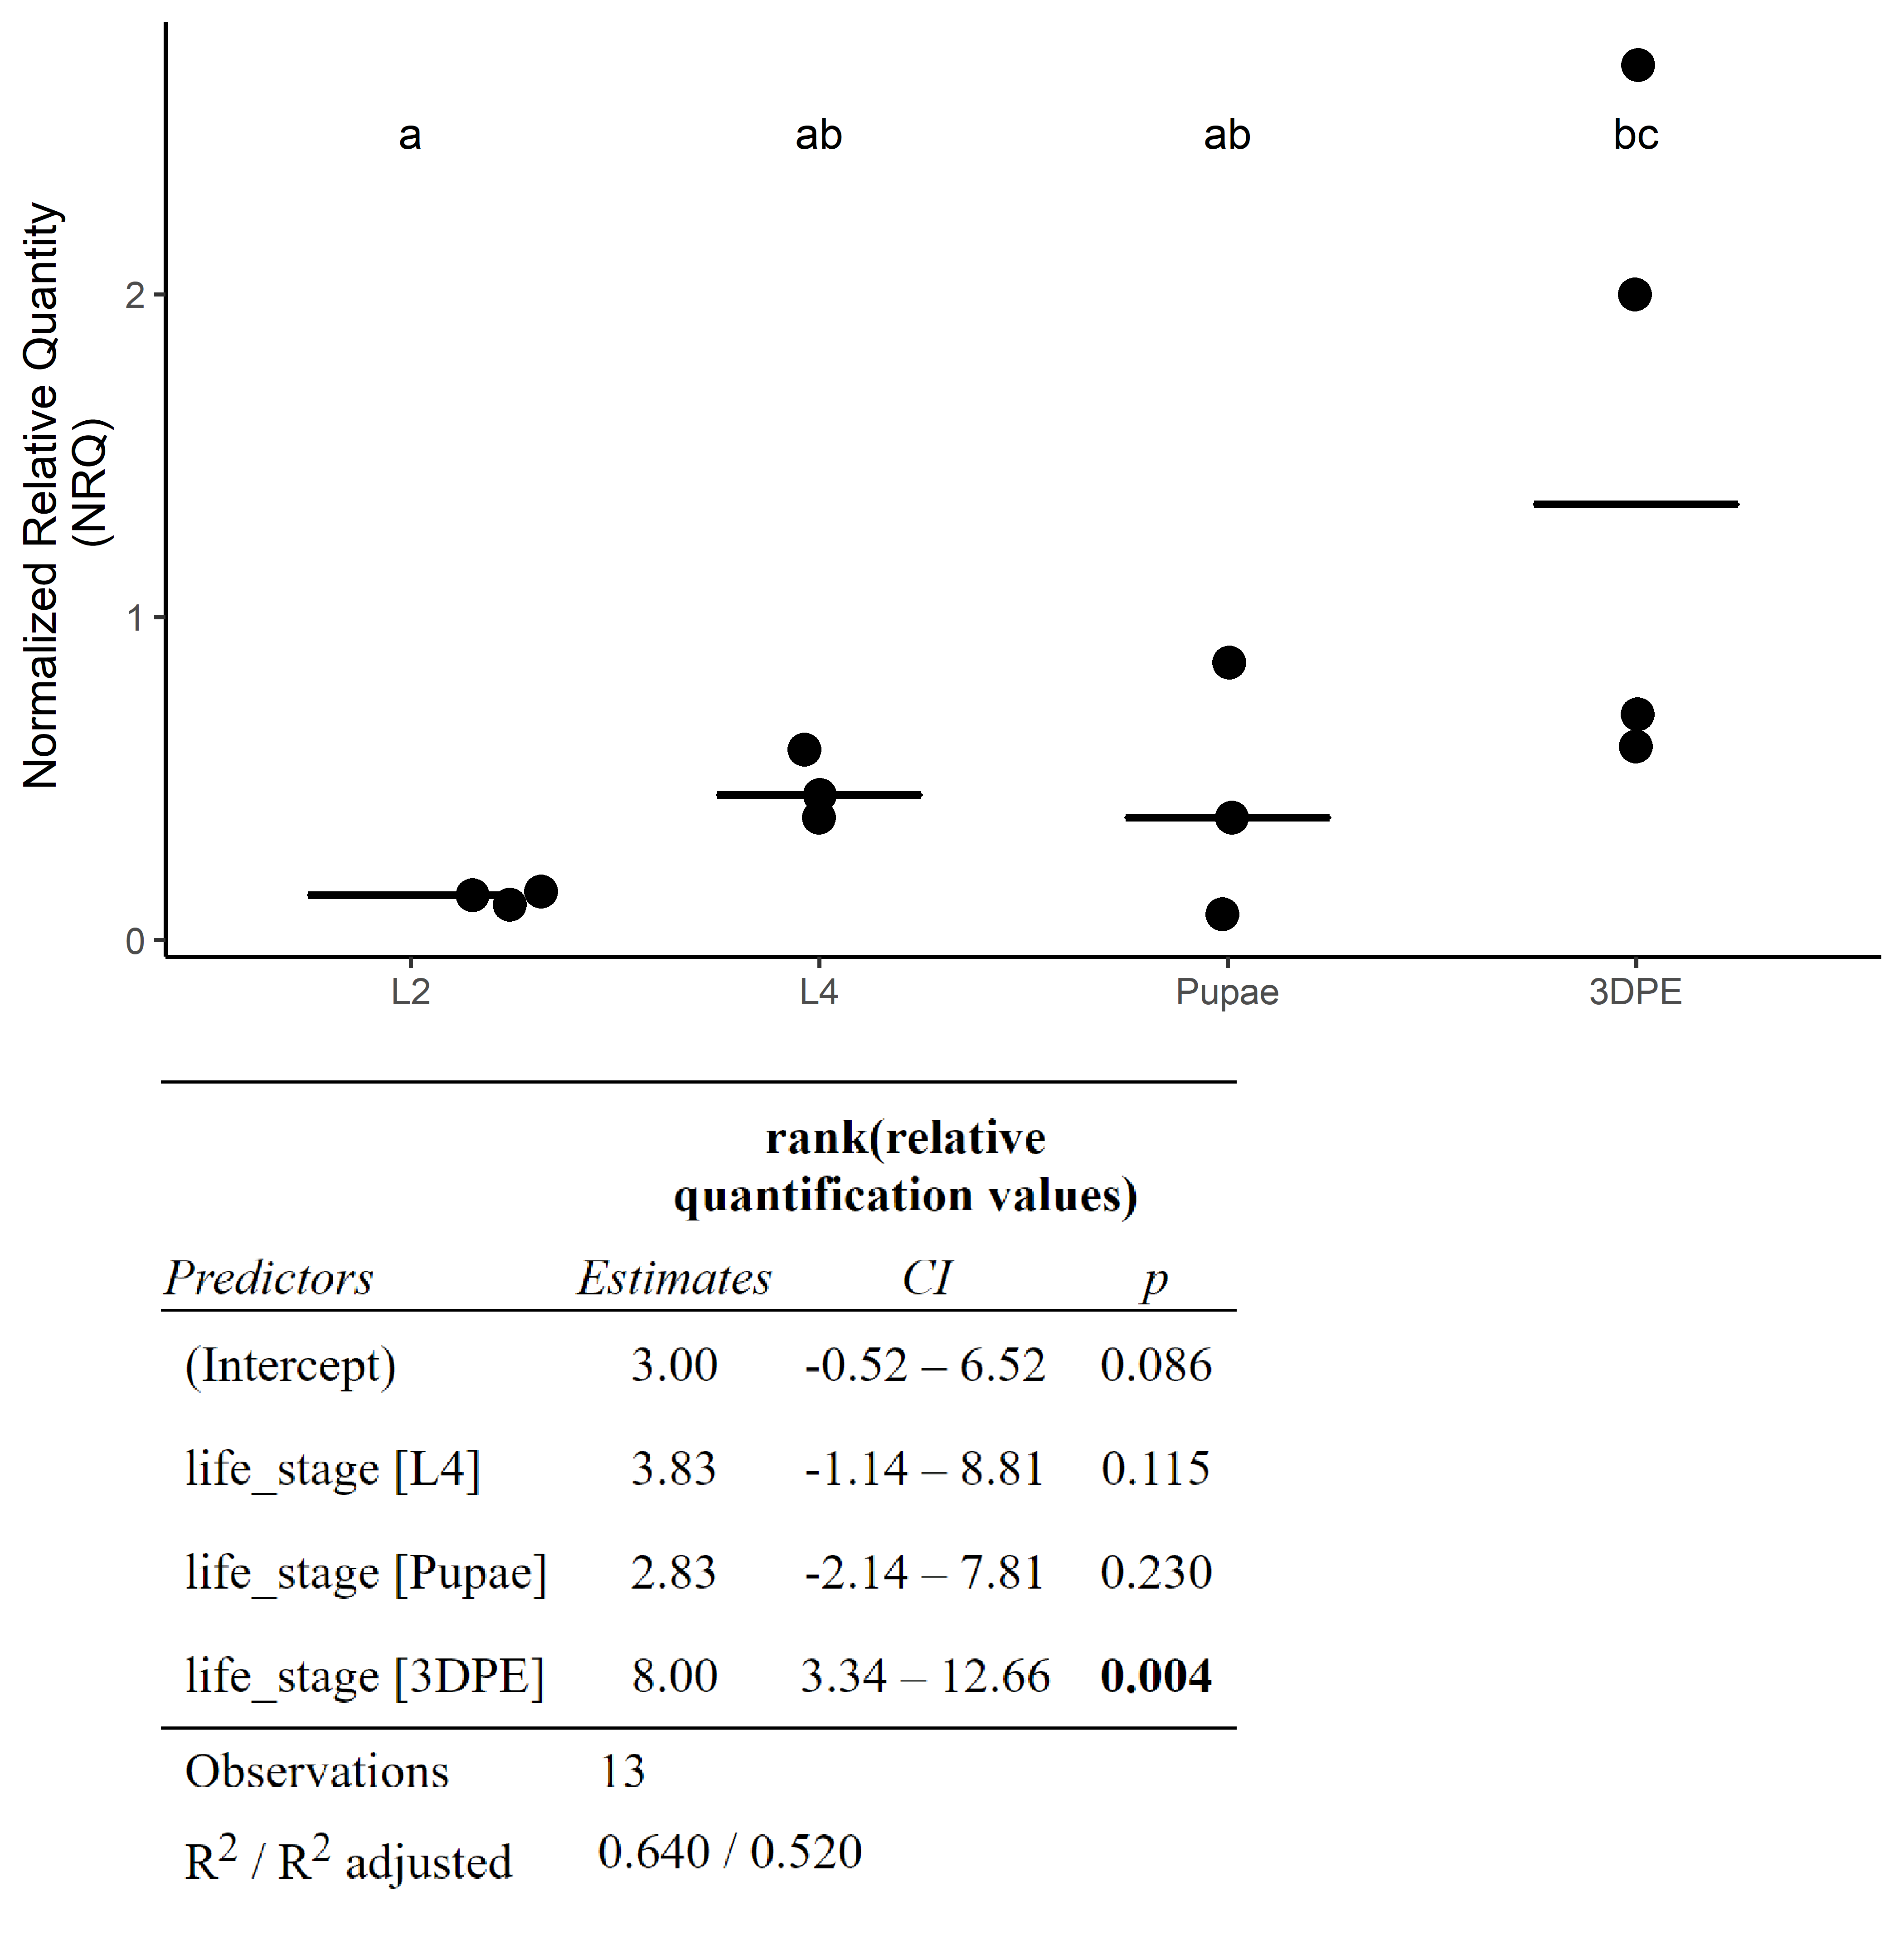 Normalized Relative Quantity
(NRQ)
a ab ab bc
2
1
0
L2 L4 Pupae 3DPE
rank(relative
quantification values)
Predictors Estimates CI p
(Intercept) 3.00 -0.52 – 6.52 0.086
life_stage [L4] 3.83 -1.14 – 8.81 0.115
life_stage [Pupae] 2.83 -2.14 – 7.81 0.230
life_stage [3DPE] 8.00 3.34 – 12.66 0.004
Observations 13
R2 / R2 adjusted 0.640 / 0.520